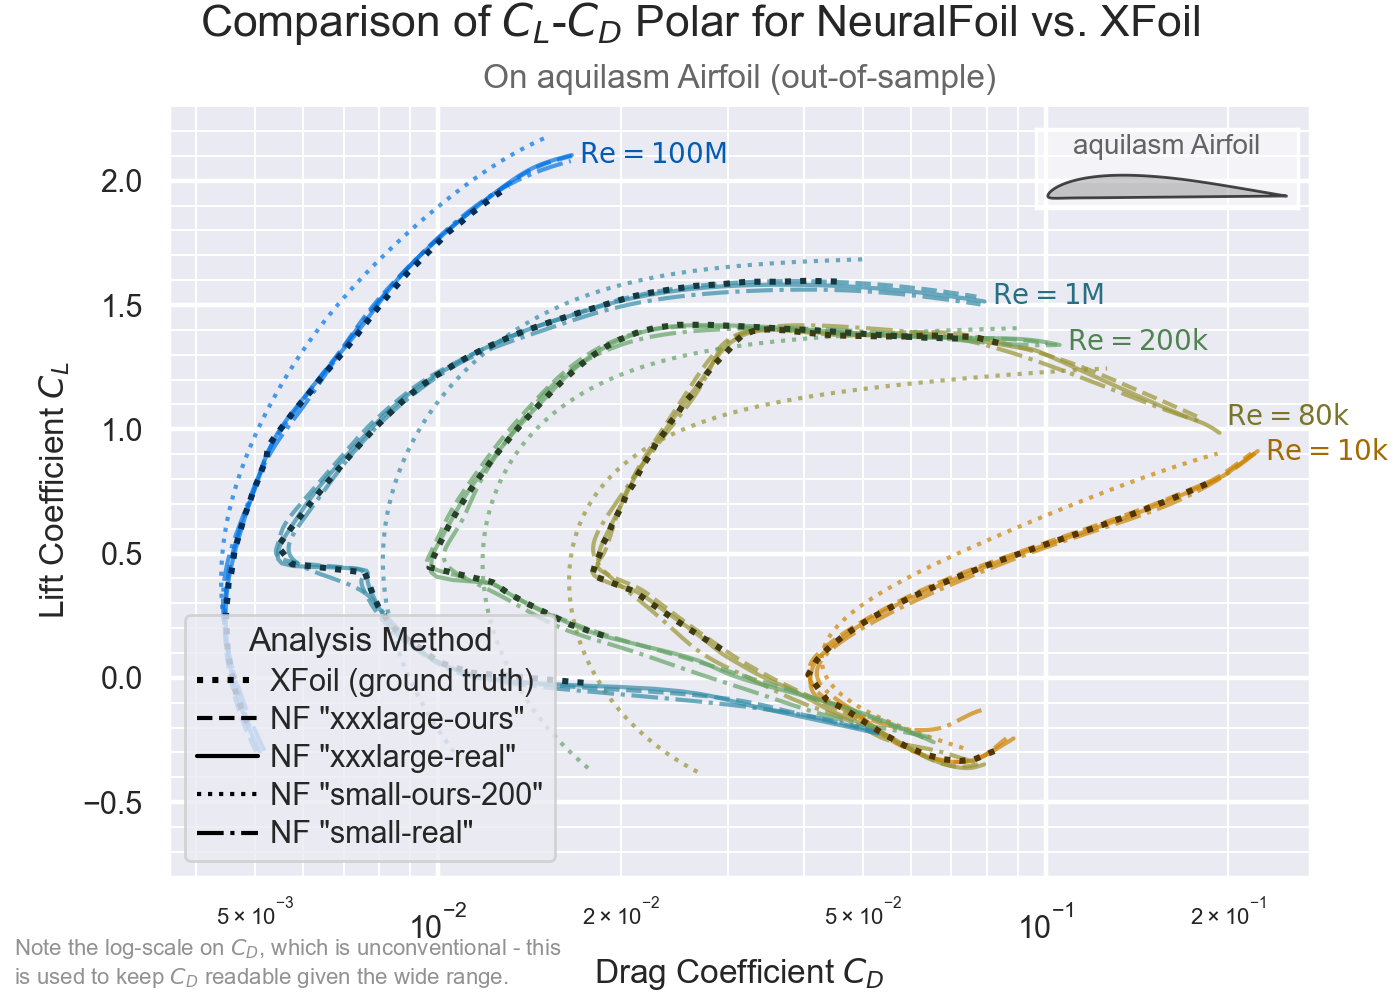 Comparison of C_L-C_D Polar for NeuralFoil vs. XFoil
On aquilasm Airfoil (out-of-sample)
aquilasm Airfoil
Re = 100M
Re = 1M
Re = 200k
Re = 80k
Re = 10k
Lift Coefficient C_L
2.0
1.5
1.0
0.5
0.0
−0.5
Analysis Method
XFoil (ground truth)
NF "xxxlarge-ours"
NF "xxxlarge-real"
NF "small-ours-200"
NF "small-real"
5 × 10⁻³
10⁻²
2 × 10⁻²
5 × 10⁻²
10⁻¹
2 × 10⁻¹
Drag Coefficient C_D
Note the log-scale on C_D, which is unconventional - this
is used to keep C_D readable given the wide range.